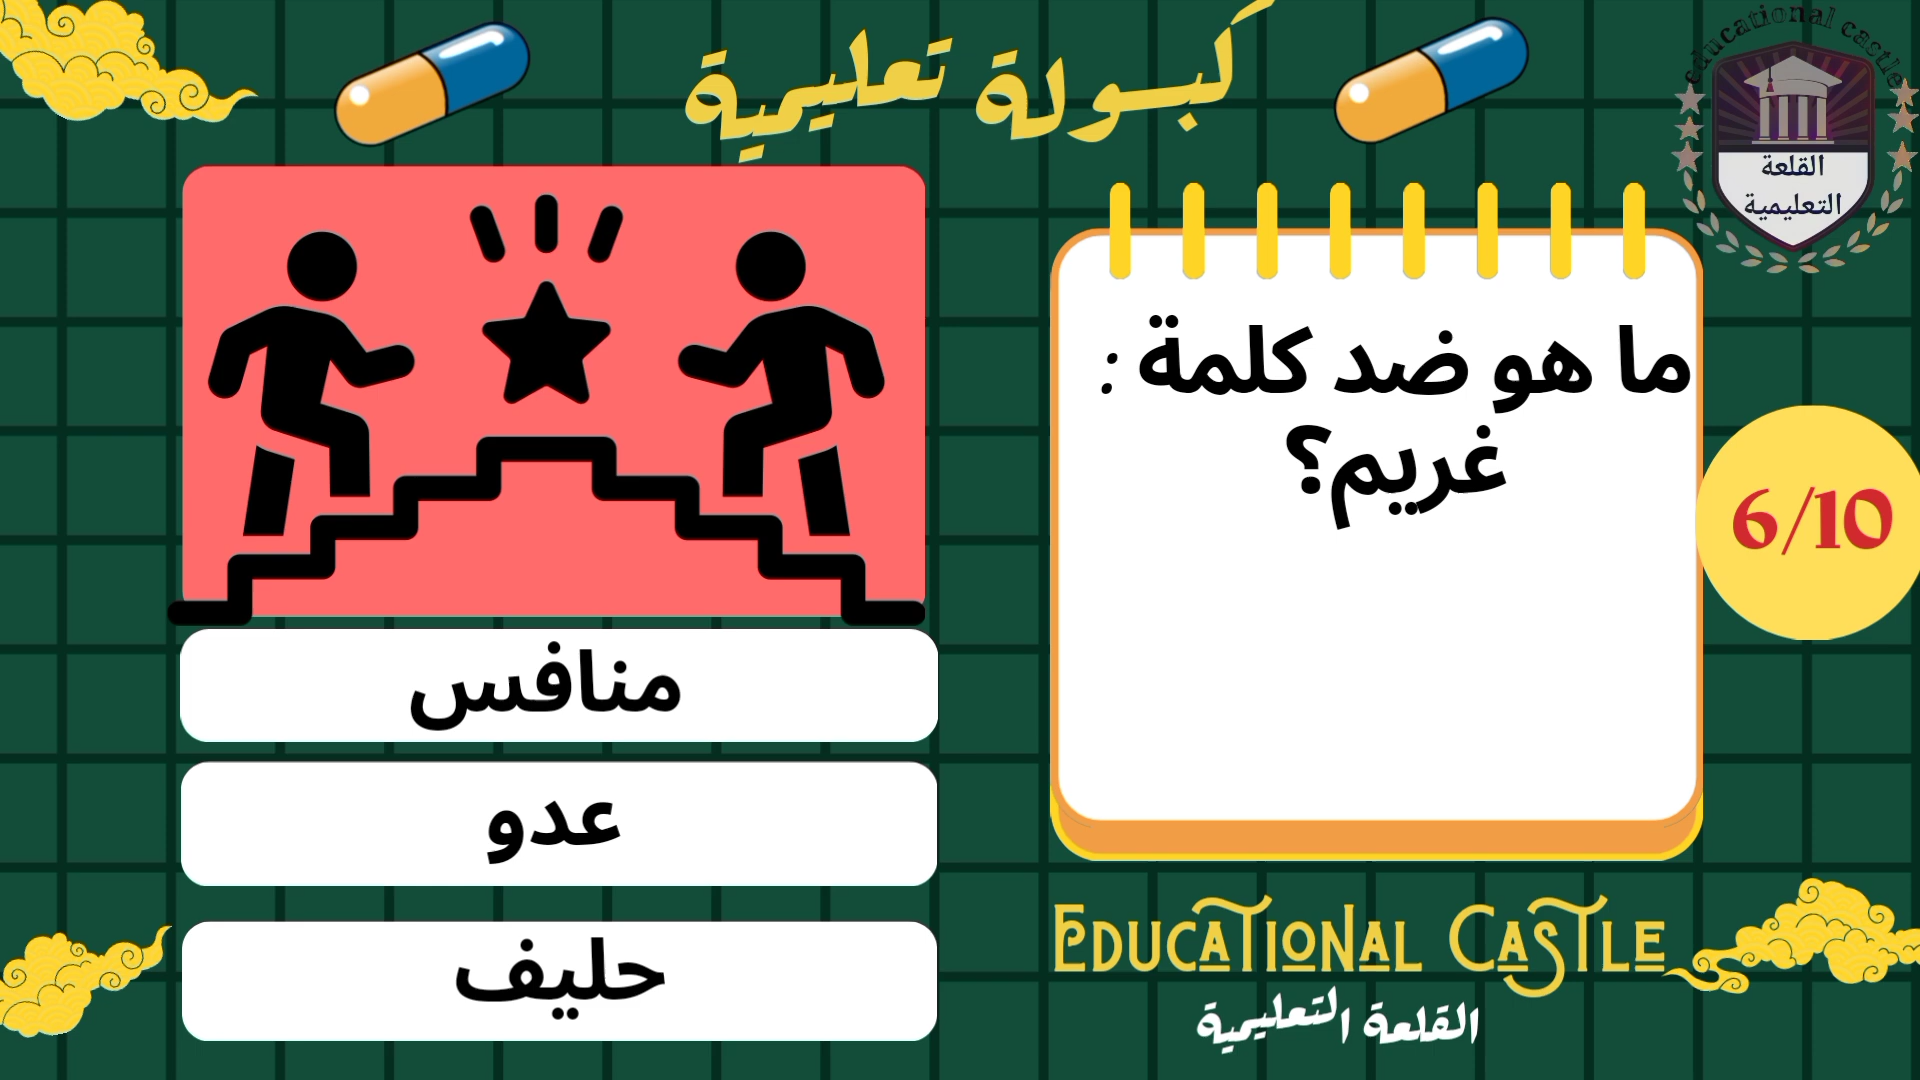 كبسولة تعليمية
educational castle
القلعة
التعليمية
ما هو ضد كلمة :
غريم؟
6/10
منافس
عدو
حليف
EDUCATIONAL CASTLE
القلعة التعليمية